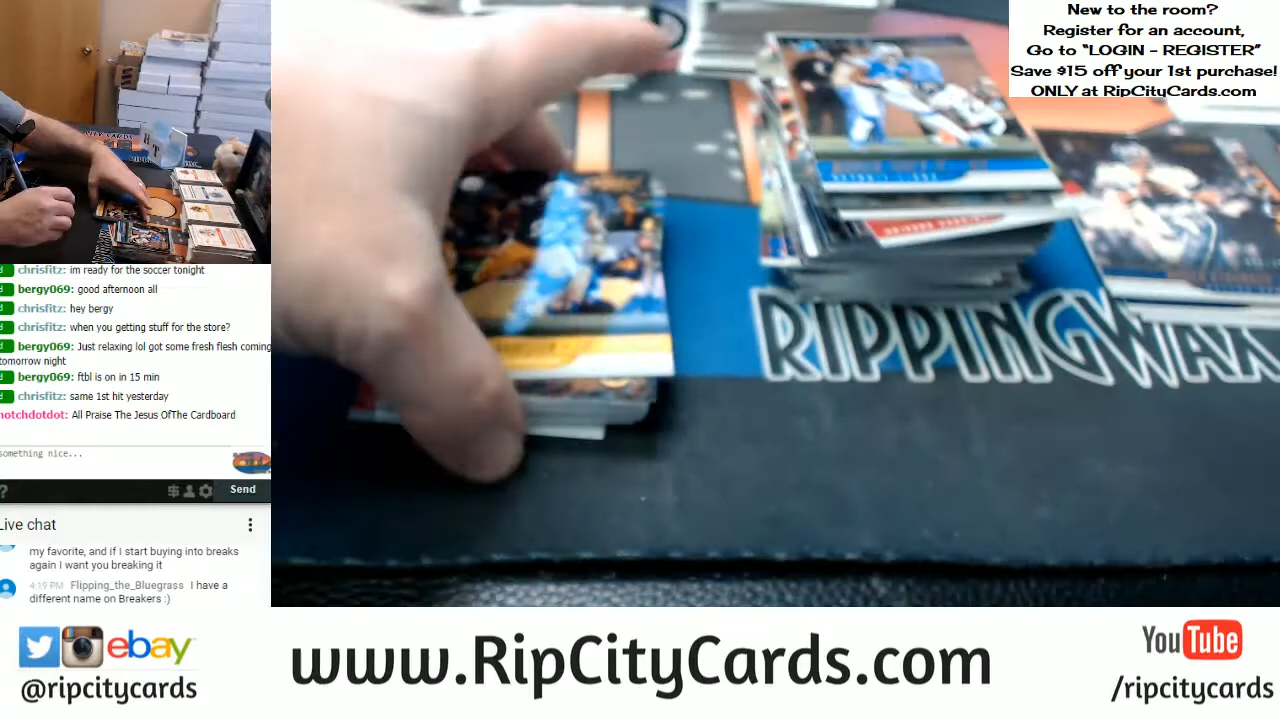 New to the room?
Register for an account,
Go to “LOGIN - REGISTER”
Save $15 off your 1st purchase!
ONLY at RipCityCards.com
chrisfitz: im ready for the soccer tonight
bergy069: good afternoon all
chrisfitz: hey bergy
chrisfitz: when you getting stuff for the store?
bergy069: Just relaxing lol got some fresh flesh coming
tomorrow night
bergy069: ftbl is on in 15 min
chrisfitz: same 1st hit yesterday
notchdotdot: All Praise The Jesus OfThe Cardboard
something nice...
?
Send
Live chat
my favorite, and if I start buying into breaks
again I want you breaking it
4:19 PM Flipping_the_Bluegrass I have a
different name on Breakers :)
RIPPINGWAX
ebay
@ripcitycards
www.RipCityCards.com
YouTube
/ripcitycards